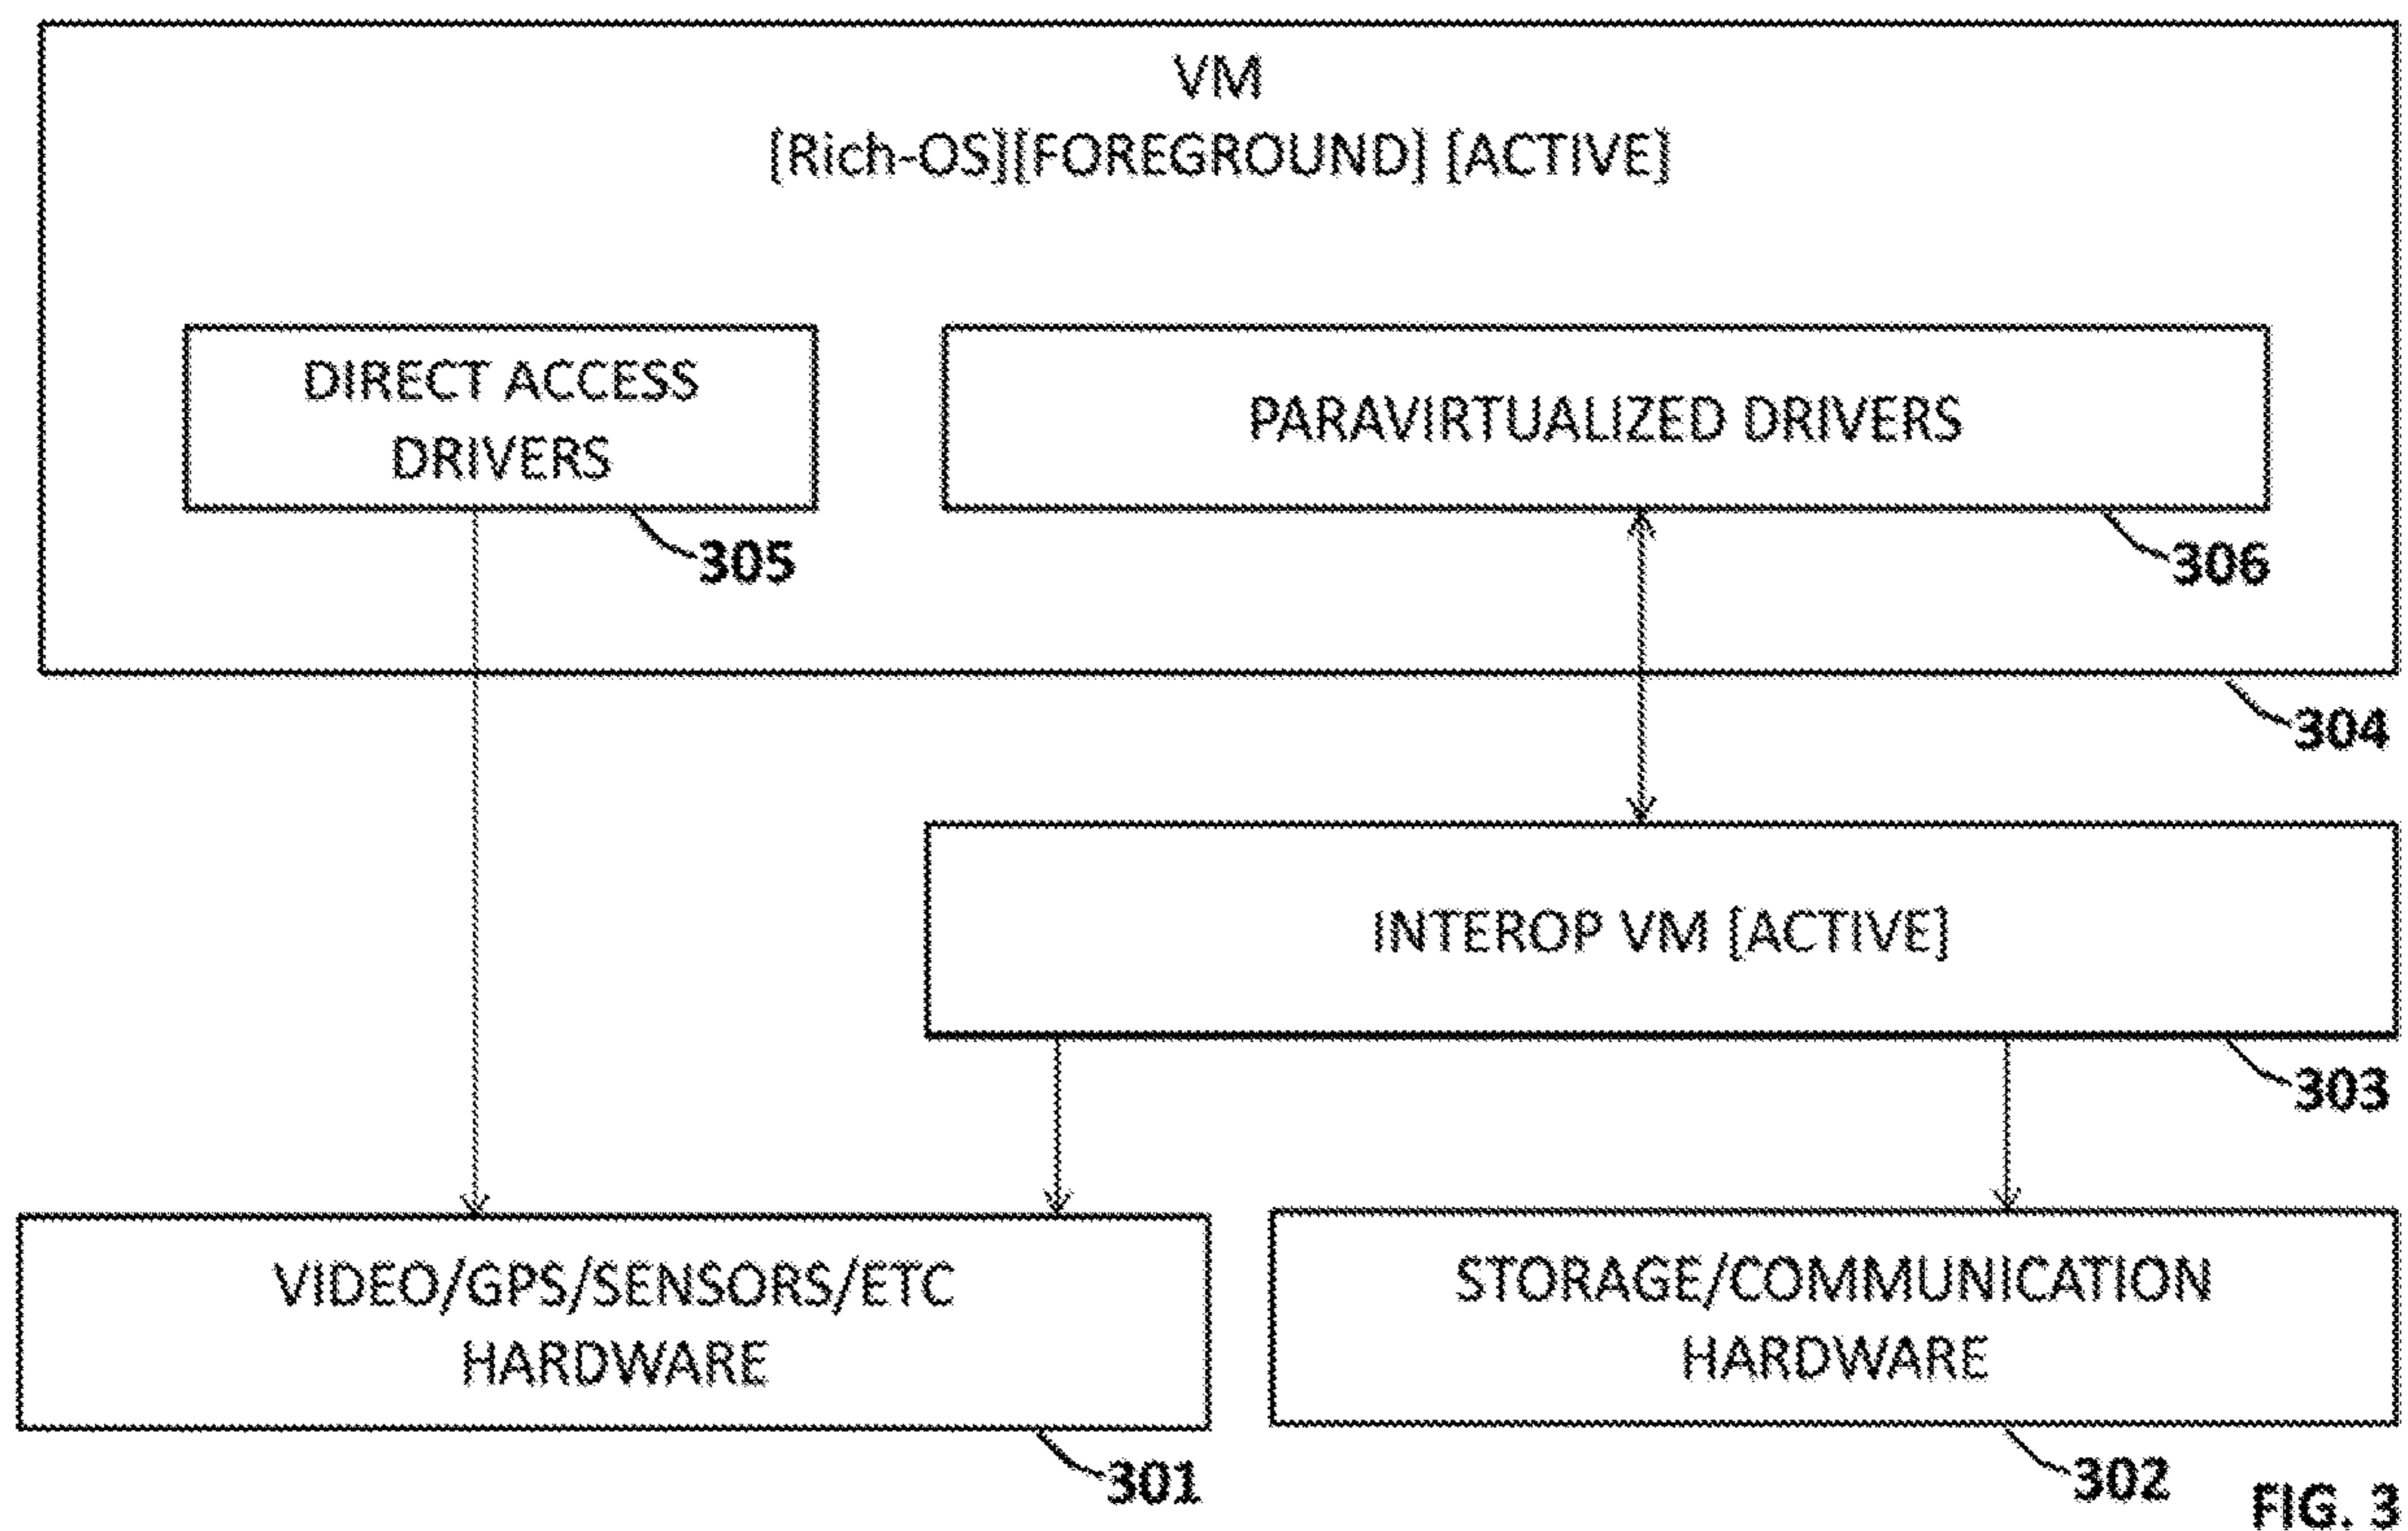 VM
[Rich-OS][FOREGROUND] [ACTIVE]
DIRECT ACCESS
DRIVERS
305
PARAVIRTUALIZED DRIVERS
306
304
INTEROP VM [ACTIVE]
303
VIDEO/GPS/SENSORS/ETC
HARDWARE
301
STORAGE/COMMUNICATION
HARDWARE
302
FIG. 3